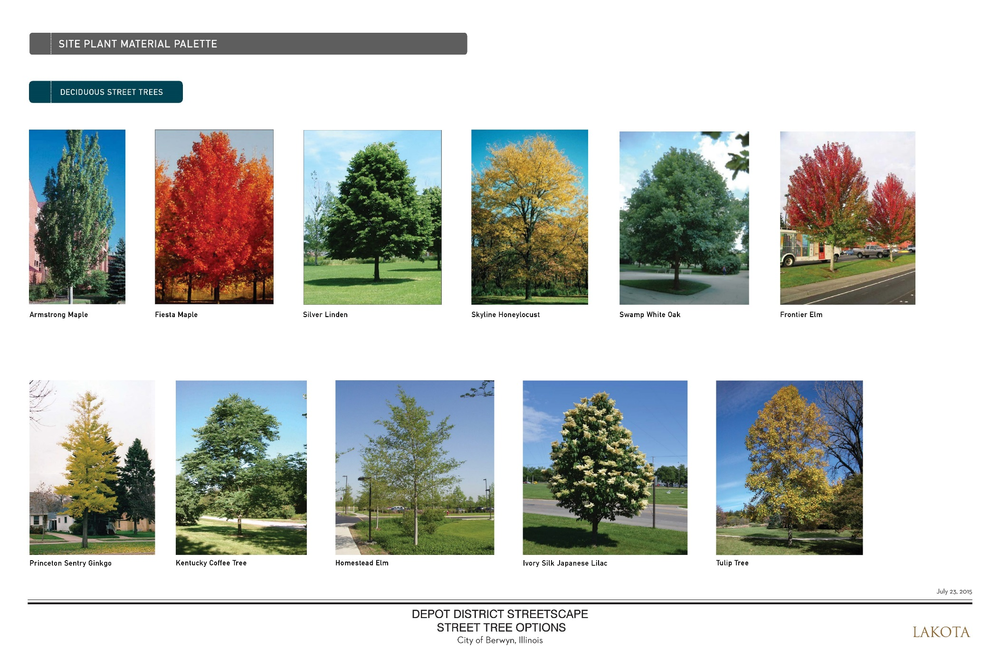 SITE PLANT MATERIAL PALETTE
DECIDUOUS STREET TREES
Armstrong Maple
Fiesta Maple
Silver Linden
Skyline Honeylocust
Swamp White Oak
Frontier Elm
Princeton Sentry Ginkgo
Kentucky Coffee Tree
Homestead Elm
Ivory Silk Japanese Lilac
Tulip Tree
July 23, 2015
DEPOT DISTRICT STREETSCAPE
STREET TREE OPTIONS
City of Berwyn, Illinois
LAKOTA